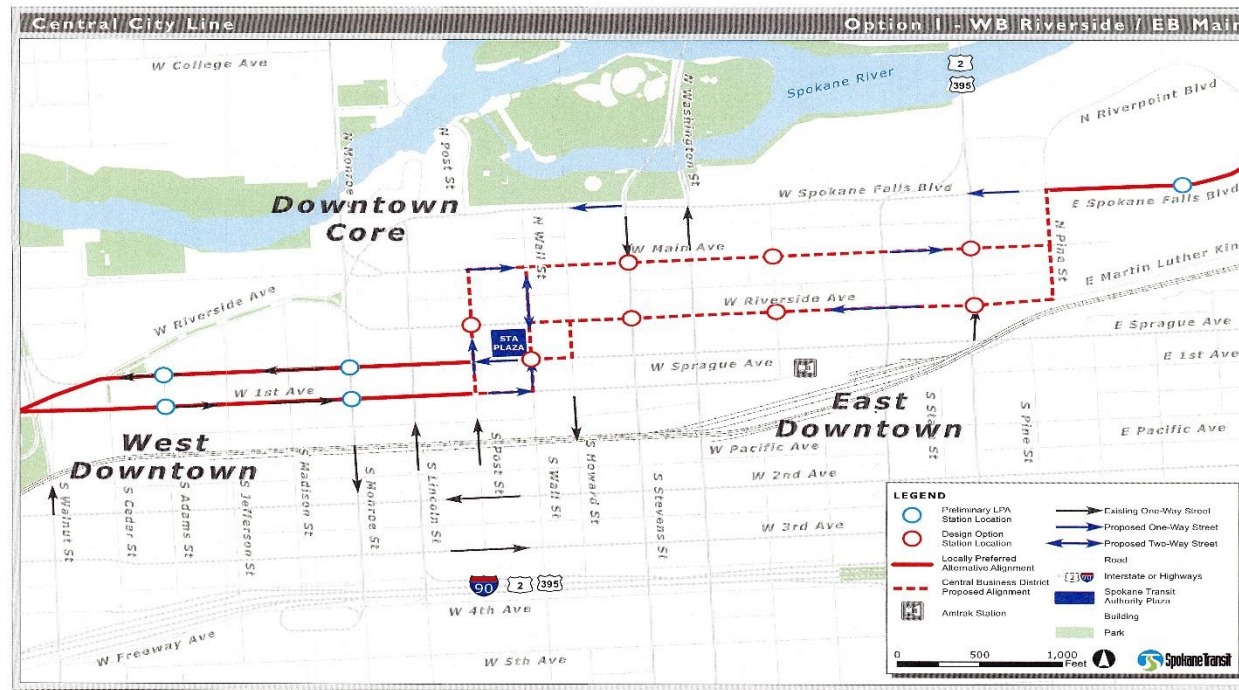 Central City Line
Option 1 - WB Riverside / EB Main
W College Ave
N Monroe
N Post St
N Washington St
Spokane River
2
395
N Riverpoint Blvd
Downtown
Core
N Wall St
W Spokane Falls Blvd
E Spokane Falls Blvd
N Pine St
W Main Ave
E Martin Luther King
W Riverside Ave
W Riverside Ave
STA
PLAZA
E Sprague Ave
W Sprague Ave
E 1st Ave
W 1st Ave
West
Downtown
East
Downtown
W Pacific Ave
E Pacific Ave
S Walnut St
S Cedar St
S Adams St
S Jefferson St
S Madison St
S Monroe St
S Lincoln St
S Post St
S Wall St
S Howard St
S Stevens St
S Pine St
W 2nd Ave
W 3rd Ave
90
2
395
W 4th Ave
W Freeway Ave
W 5th Ave
LEGEND
Preliminary LPA
Station Location
Design Option
Station Location
Locally Preferred
Alternative Alignment
Central Business District
Proposed Alignment
Amtrak Station
Existing One-Way Street
Proposed One-Way Street
Proposed Two-Way Street
Road
2 90 Interstate or Highways
Spokane Transit
Authority Plaza
Building
Park
0 500 1,000
Feet
SpokaneTransit